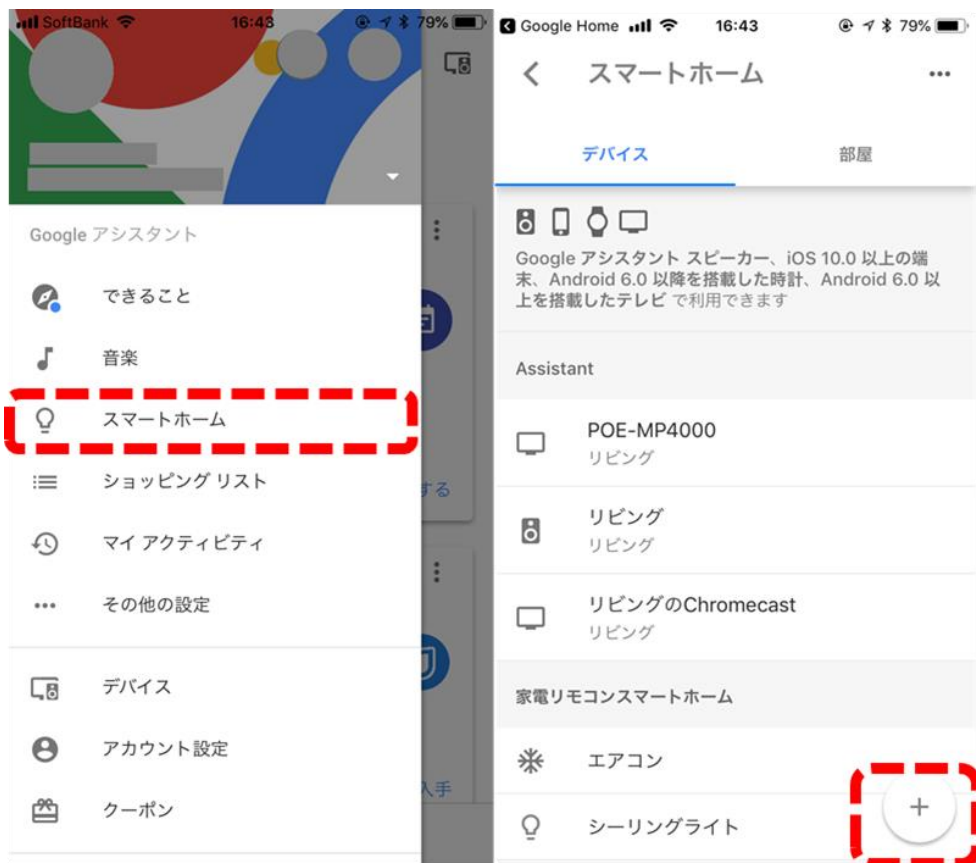 SoftBank 16:43 79%
Google アシスタント
できること
音楽
スマートホーム
ショッピング リスト
する
マイ アクティビティ
その他の設定
デバイス
アカウント設定
入手
クーポン
Google Home 16:43 79%
スマートホーム
デバイス 部屋
Google アシスタント スピーカー、iOS 10.0 以上の端
末、Android 6.0 以降を搭載した時計、Android 6.0 以
上を搭載したテレビ で利用できます
Assistant
POE-MP4000
リビング
リビング
リビング
リビングのChromecast
リビング
家電リモコンスマートホーム
エアコン
シーリングライト